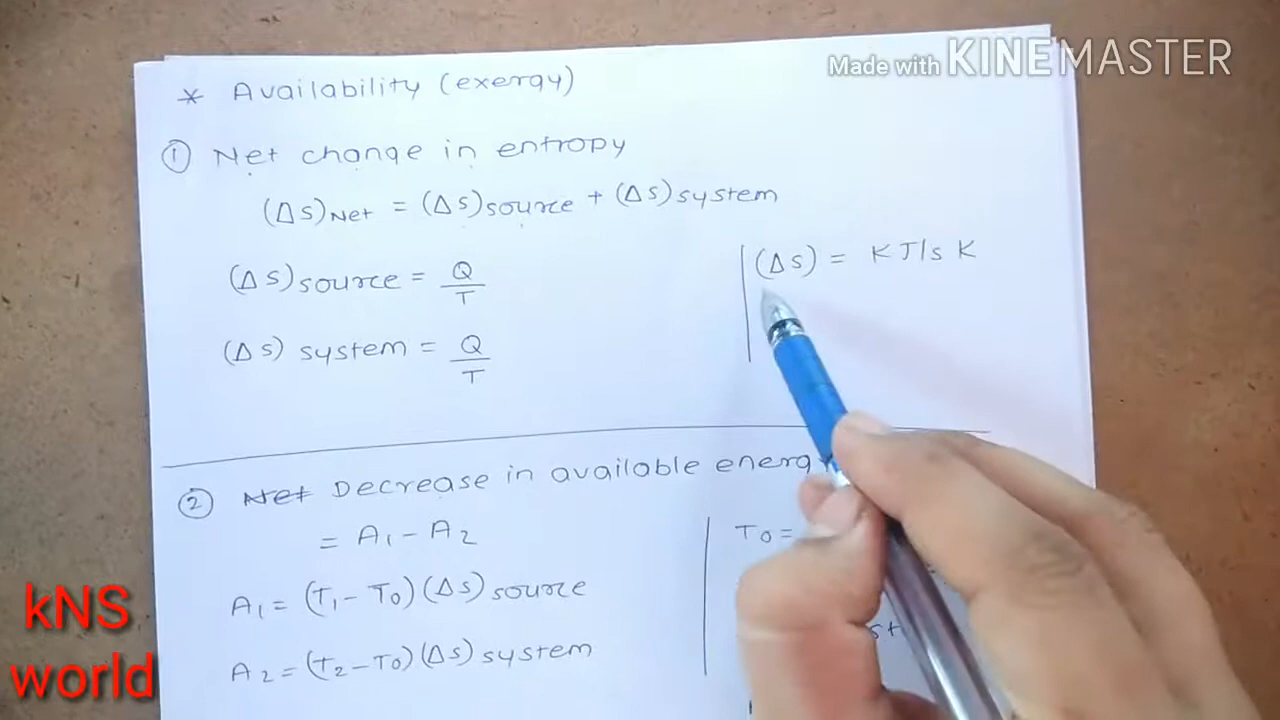 Made with KINEMASTER
* Availability (exergy)
① Net change in entropy
(Δs)Net = (Δs)source + (Δs)system
(Δs)source = Q/T
(Δs) = KJ/s K
(Δs) system = Q/T
② Net Decrease in available energ
= A1 - A2
T0 =
A1 = (T1 - T0) (Δs) source
A2 = (T2 - T0) (Δs) system
kNS
world